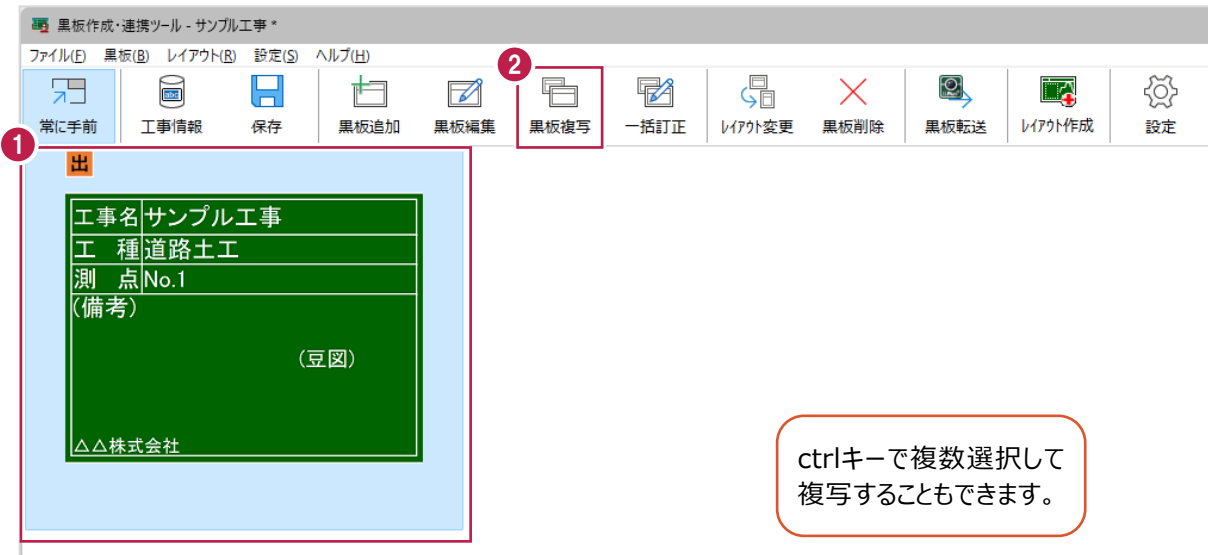 黒板作成・連携ツール - サンプル工事 *
ファイル(F) 黒板(B) レイアウト(R) 設定(S) ヘルプ(H)
2
常に手前 工事情報 保存 黒板追加 黒板編集 黒板複写 一括訂正 レイアウト変更 黒板削除 黒板転送 レイアウト作成 設定
1
出
工事名 サンプル工事
工 種 道路土工
測 点 No.1
(備考)
(豆図)
△△株式会社
ctrlキーで複数選択して
複写することもできます。